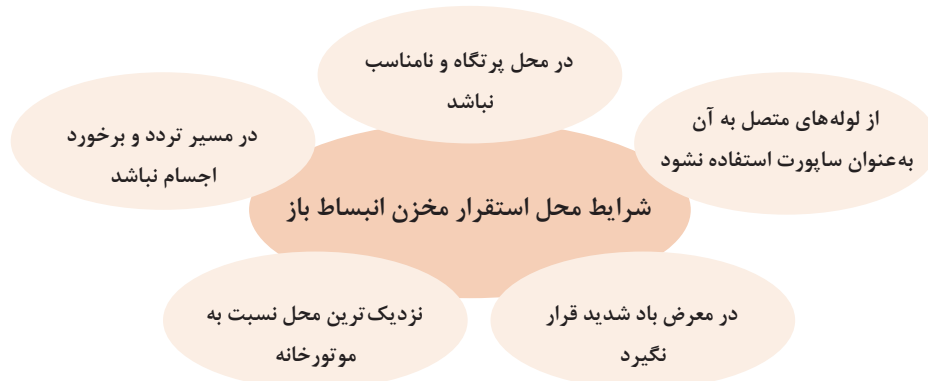 در محل پرتگاه و نامناسب
نباشد
از لوله‌های متصل به آن
به‌عنوان ساپورت استفاده نشود
در مسیر تردد و برخورد
اجسام نباشد
شرایط محل استقرار مخزن انبساط باز
در معرض باد شدید قرار
نگیرد
نزدیک‌ترین محل نسبت به
موتورخانه